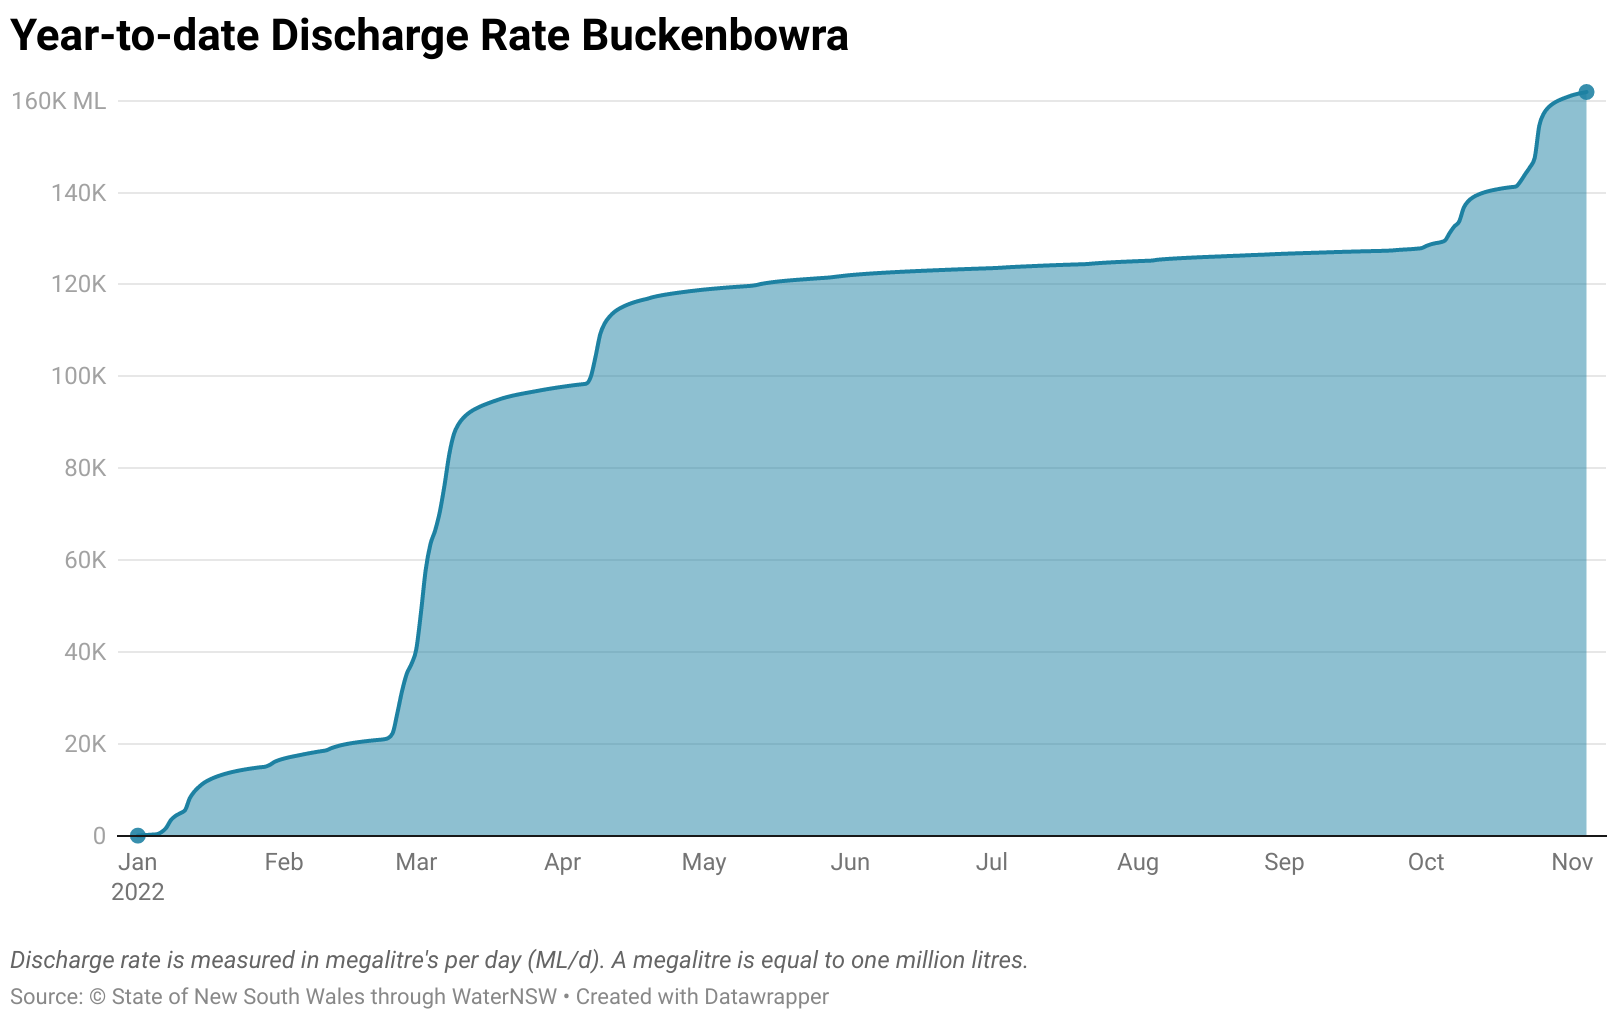 Year-to-date Discharge Rate Buckenbowra
160K ML
140K
120K
100K
80K
60K
40K
20K
0
Jan Feb Mar Apr May Jun Jul Aug Sep Oct Nov
2022
Discharge rate is measured in megalitre's per day (ML/d). A megalitre is equal to one million litres.
Source: © State of New South Wales through WaterNSW • Created with Datawrapper